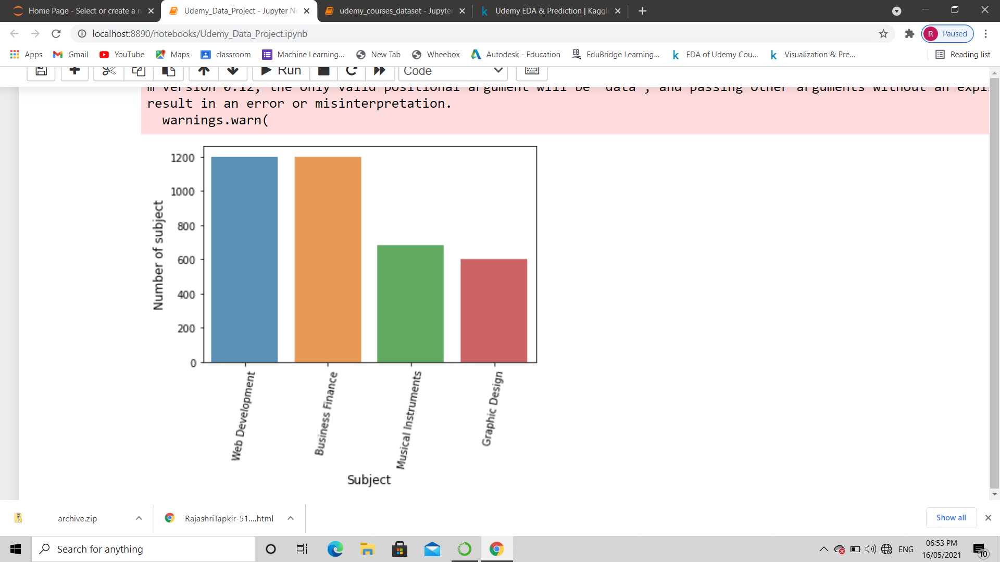 Home Page - Select or create a n
Udemy_Data_Project - Jupyter No
udemy_courses_dataset - Jupyter
Udemy EDA & Prediction | Kaggle
localhost:8890/notebooks/Udemy_Data_Project.ipynb
R Paused
Apps
Gmail
YouTube
Maps
classroom
Machine Learning...
New Tab
Wheebox
Autodesk - Education
EB
EduBridge Learning...
EDA of Udemy Cou...
Visualization & Pre...
Reading list
Run
Code
m version 0.12, the only valid positional argument will be `data`, and passing other arguments without an expl
result in an error or misinterpretation.
warnings.warn(
1200
1000
800
600
400
200
0
Number of subject
Web Development
Business Finance
Musical Instruments
Graphic Design
Subject
archive.zip
RajashriTapkir-51....html
Show all
Search for anything
ENG
06:53 PM
16/05/2021
10